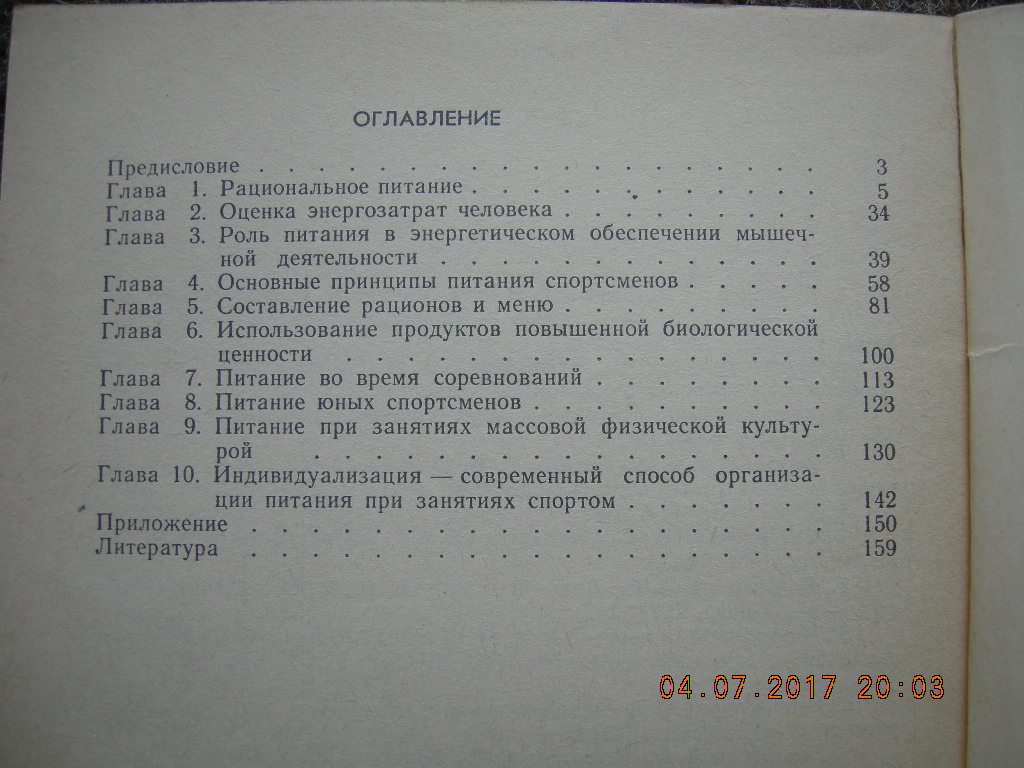 ОГЛАВЛЕНИЕ
Предисловие . . . . . . . . . . . . . . . . . . . 3
Глава 1. Рациональное питание . . . . . . . . . . . . 5
Глава 2. Оценка энергозатрат человека . . . . . . . . . 34
Глава 3. Роль питания в энергетическом обеспечении мышеч-
ной деятельности . . . . . . . . . . . . . 39
Глава 4. Основные принципы питания спортсменов . . . . . 58
Глава 5. Составление рационов и меню . . . . . . . . . 81
Глава 6. Использование продуктов повышенной биологической
ценности . . . . . . . . . . . . . . . . 100
Глава 7. Питание во время соревнований . . . . . . . . 113
Глава 8. Питание юных спортсменов . . . . . . . . . . 123
Глава 9. Питание при занятиях массовой физической культу-
рой . . . . . . . . . . . . . . . . . 130
Глава 10. Индивидуализация — современный способ организа-
ции питания при занятиях спортом . . . . . . . 142
Приложение . . . . . . . . . . . . . . . . . . . 150
Литература . . . . . . . . . . . . . . . . . . . 159
04.07.2017 20:03